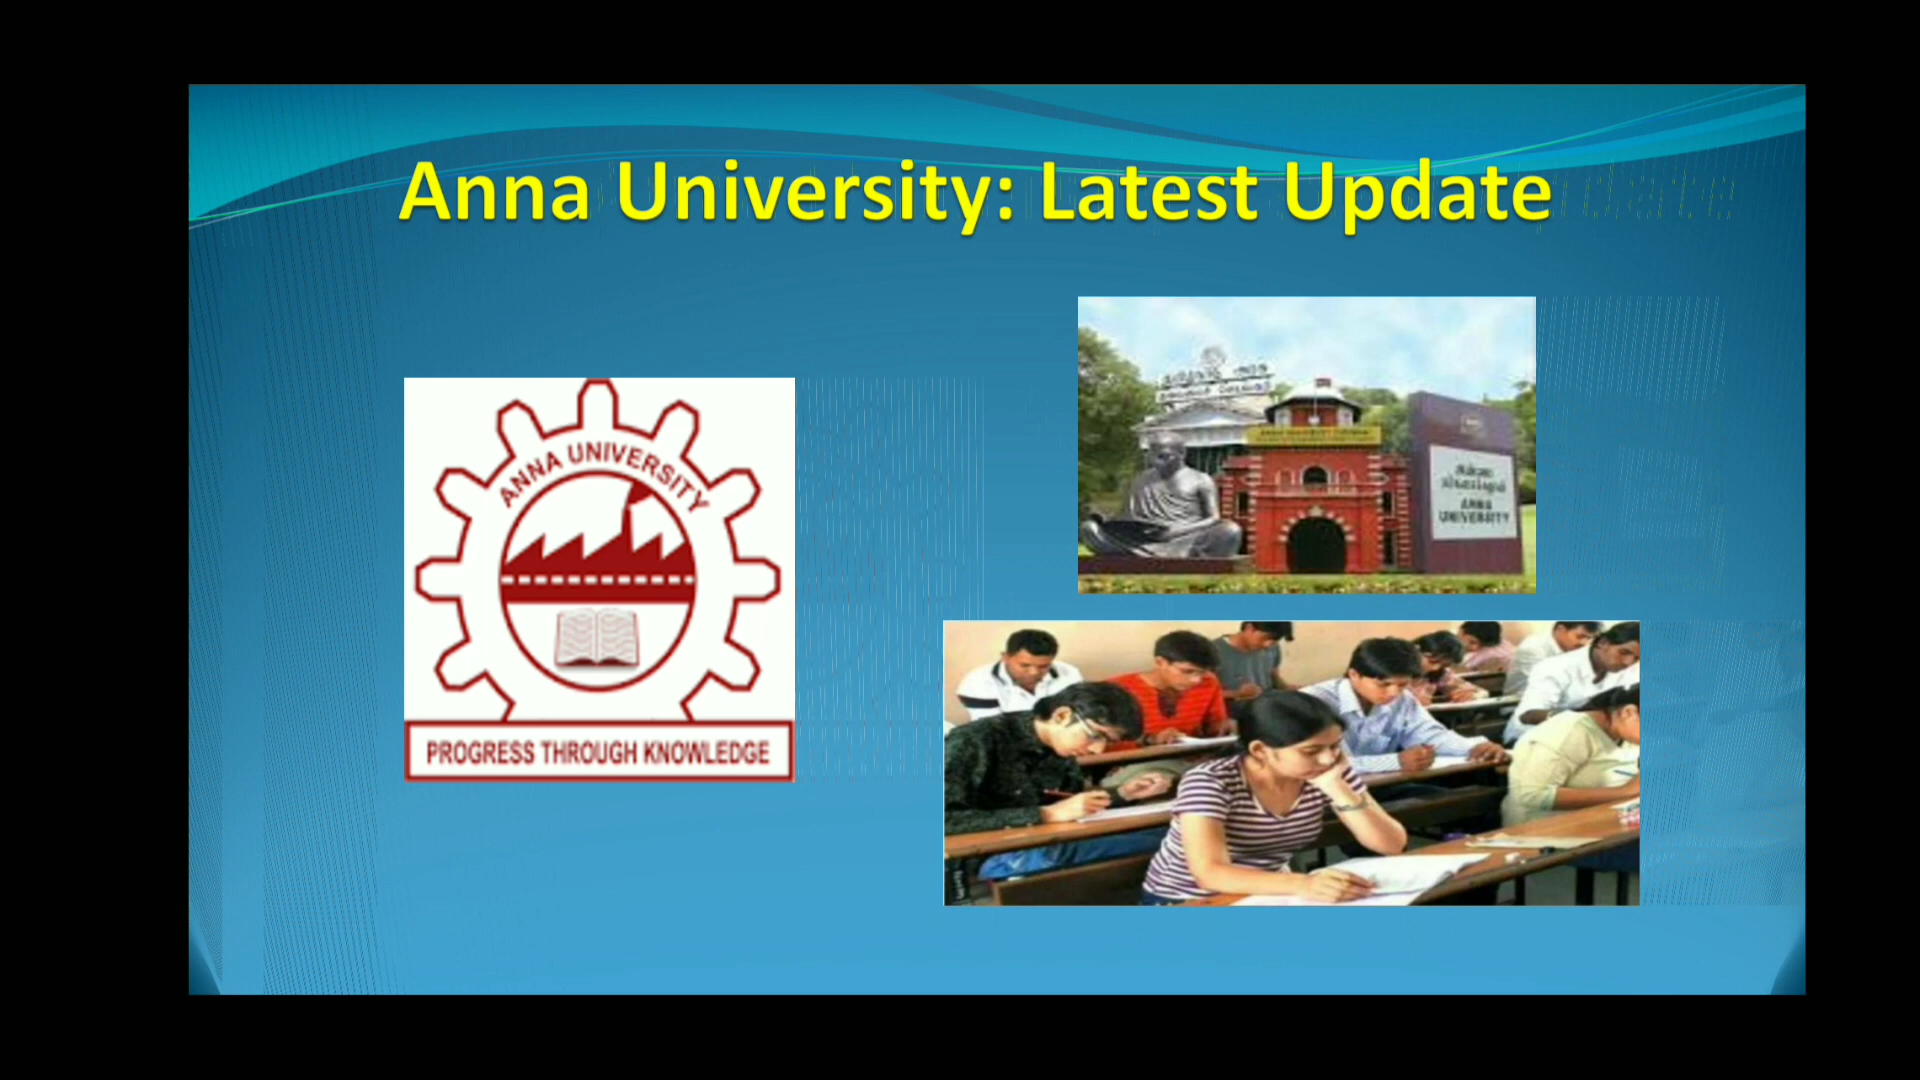 Anna University: Latest Update
ANNA UNIVERSITY
PROGRESS THROUGH KNOWLEDGE
ANNA
UNIVERSITY